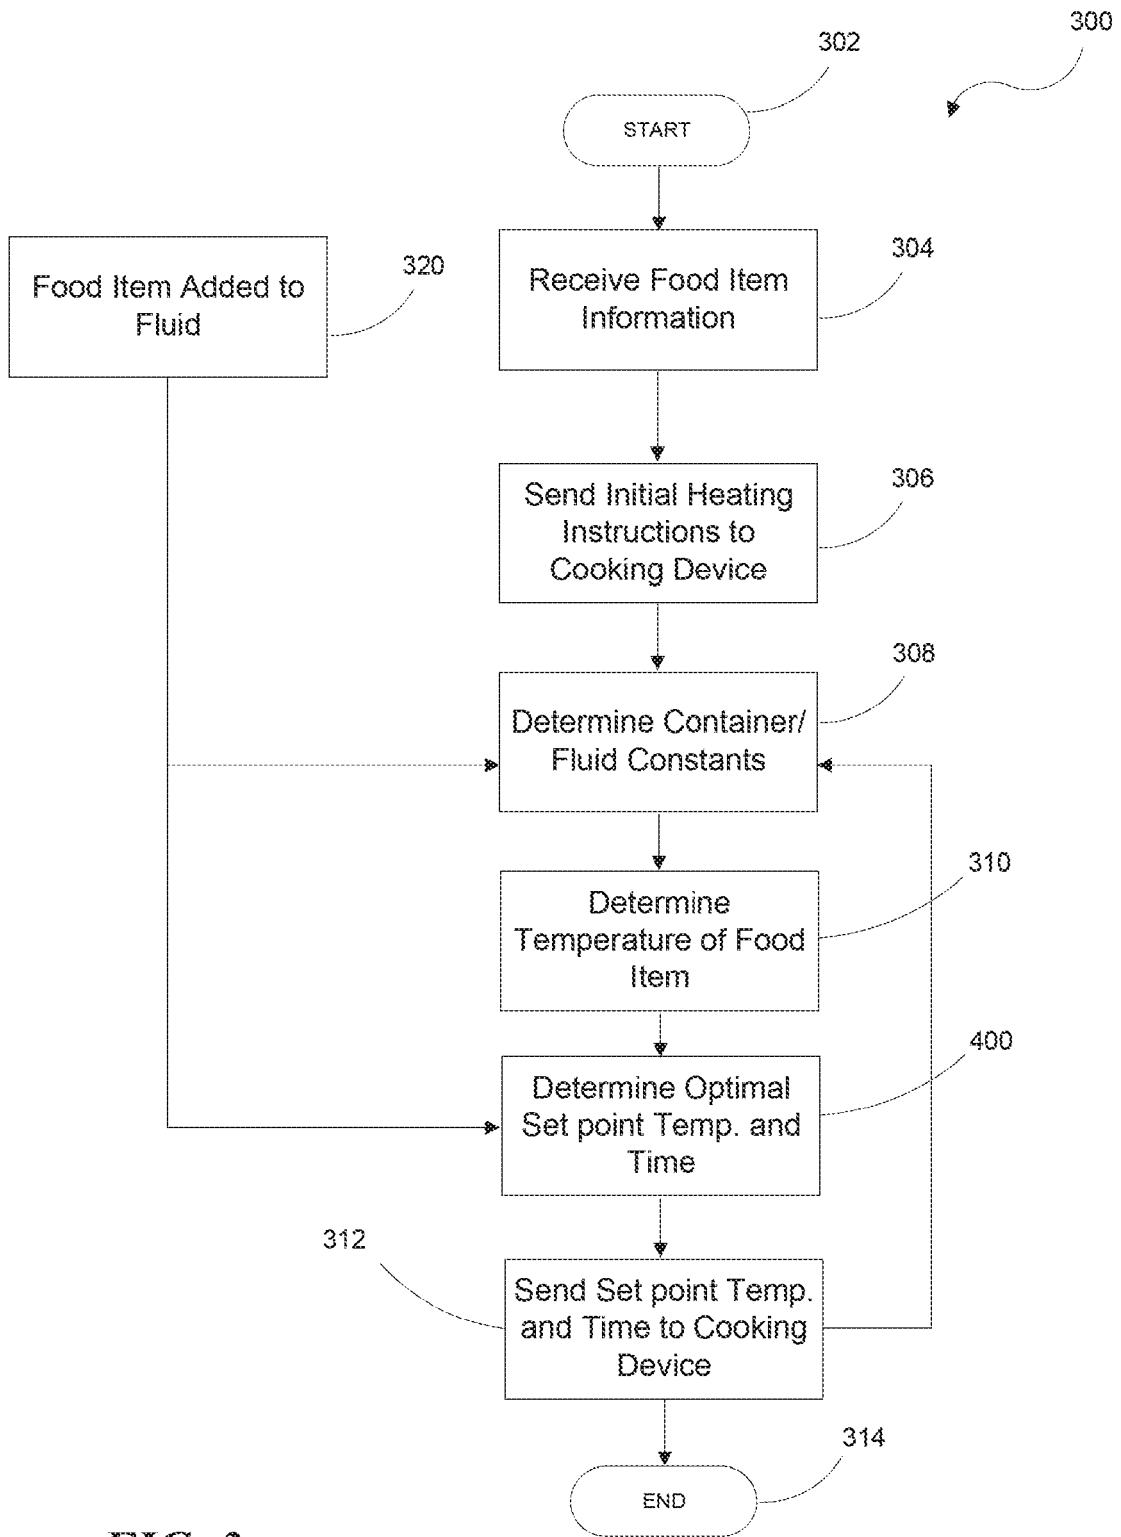 300
302
START
304
Receive Food Item
Information
320
Food Item Added to
Fluid
306
Send Initial Heating
Instructions to
Cooking Device
308
Determine Container/
Fluid Constants
310
Determine
Temperature of Food
Item
400
Determine Optimal
Set point Temp. and
Time
312
Send Set point Temp.
and Time to Cooking
Device
314
END